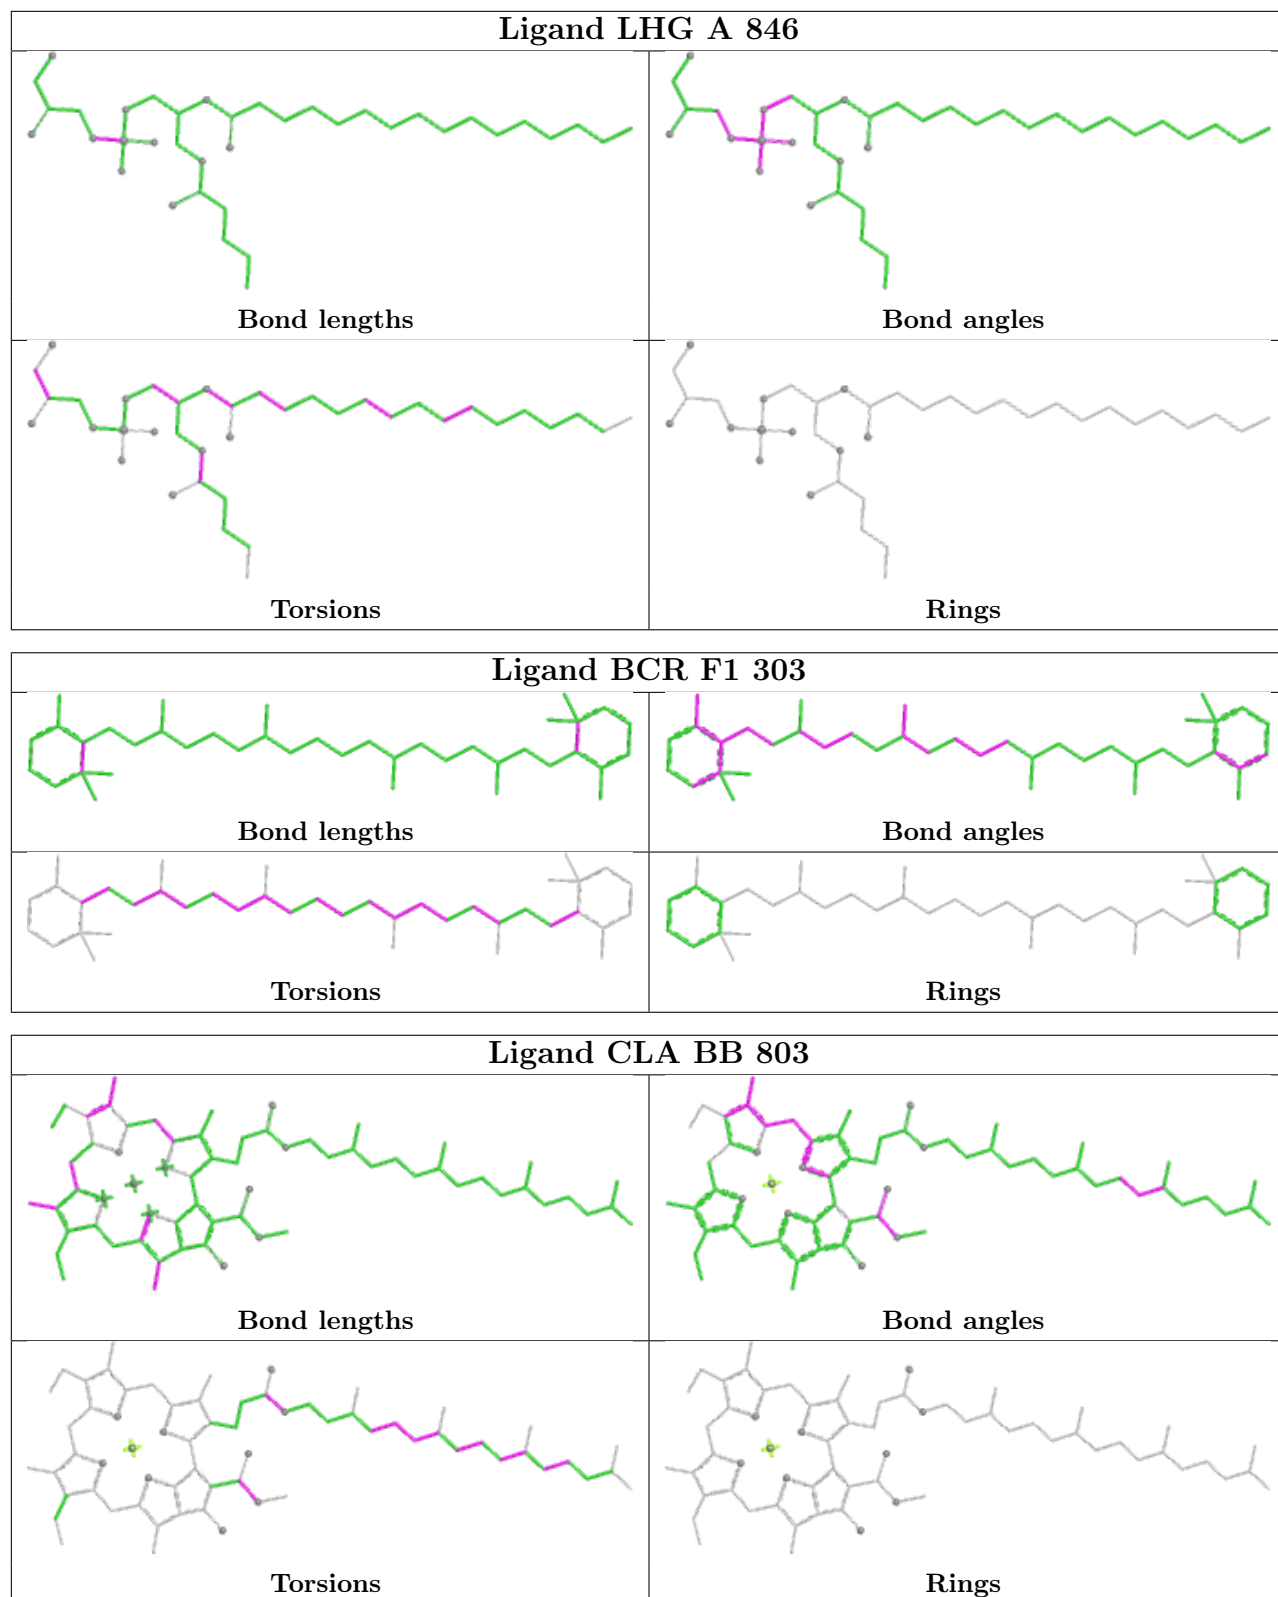 Ligand LHG A 846
Bond lengths
Bond angles
Torsions
Rings
Ligand BCR F1 303
Bond lengths
Bond angles
Torsions
Rings
Ligand CLA BB 803
Bond lengths
Bond angles
Torsions
Rings